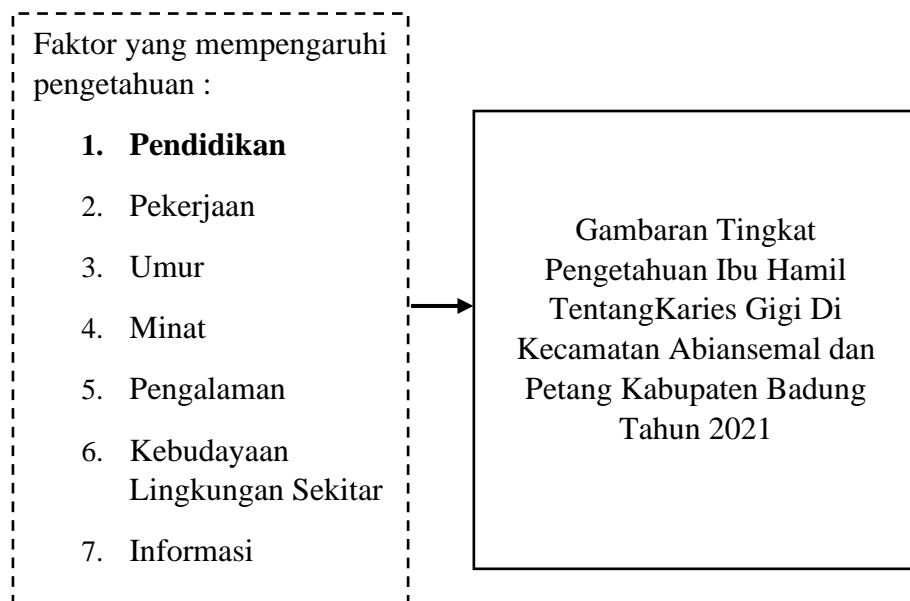 Faktor yang mempengaruhi
pengetahuan :
1. Pendidikan
2. Pekerjaan
3. Umur
4. Minat
5. Pengalaman
6. Kebudayaan
Lingkungan Sekitar
7. Informasi
Gambaran Tingkat
Pengetahuan Ibu Hamil
TentangKaries Gigi Di
Kecamatan Abiansemal dan
Petang Kabupaten Badung
Tahun 2021